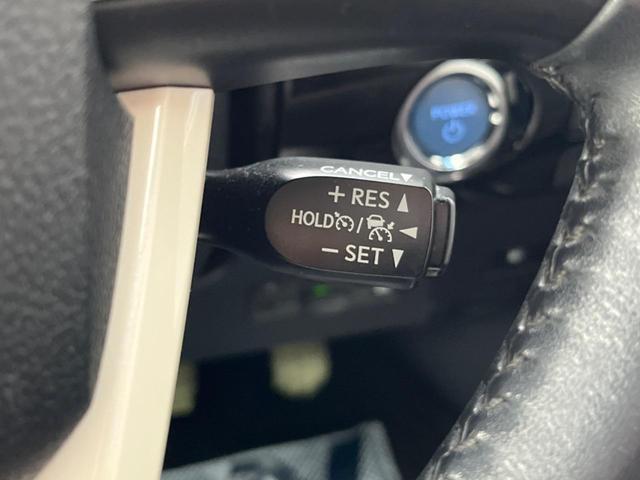 POWER
CANCEL▼
+ RES ▲
HOLD / ◀
− SET ▼